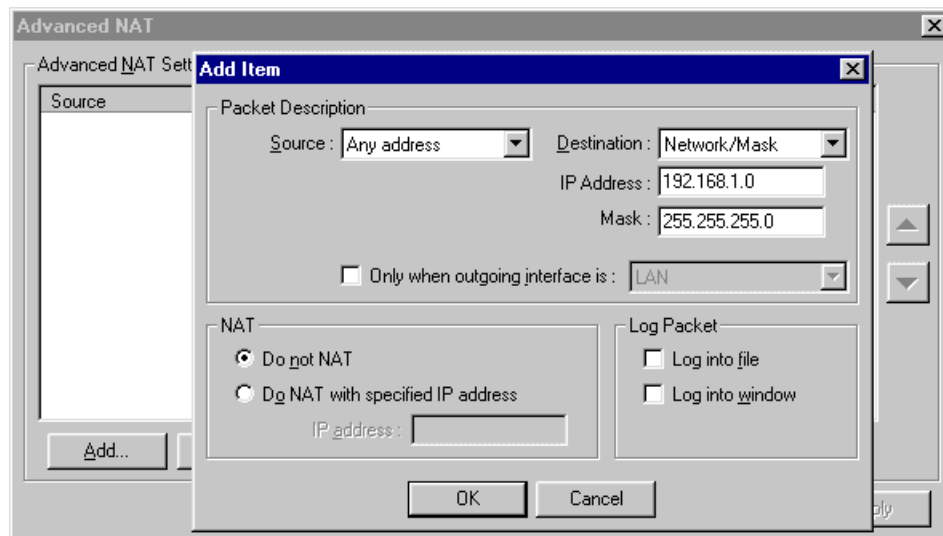 Advanced NAT
Advanced NAT Sett
Source
Add...
Add Item
Packet Description
Source : Any address
Destination : Network/Mask
IP Address : 192.168.1.0
Mask : 255.255.255.0
Only when outgoing interface is : LAN
NAT
Do not NAT
Do NAT with specified IP address
IP address :
Log Packet
Log into file
Log into window
OK
Cancel
ply